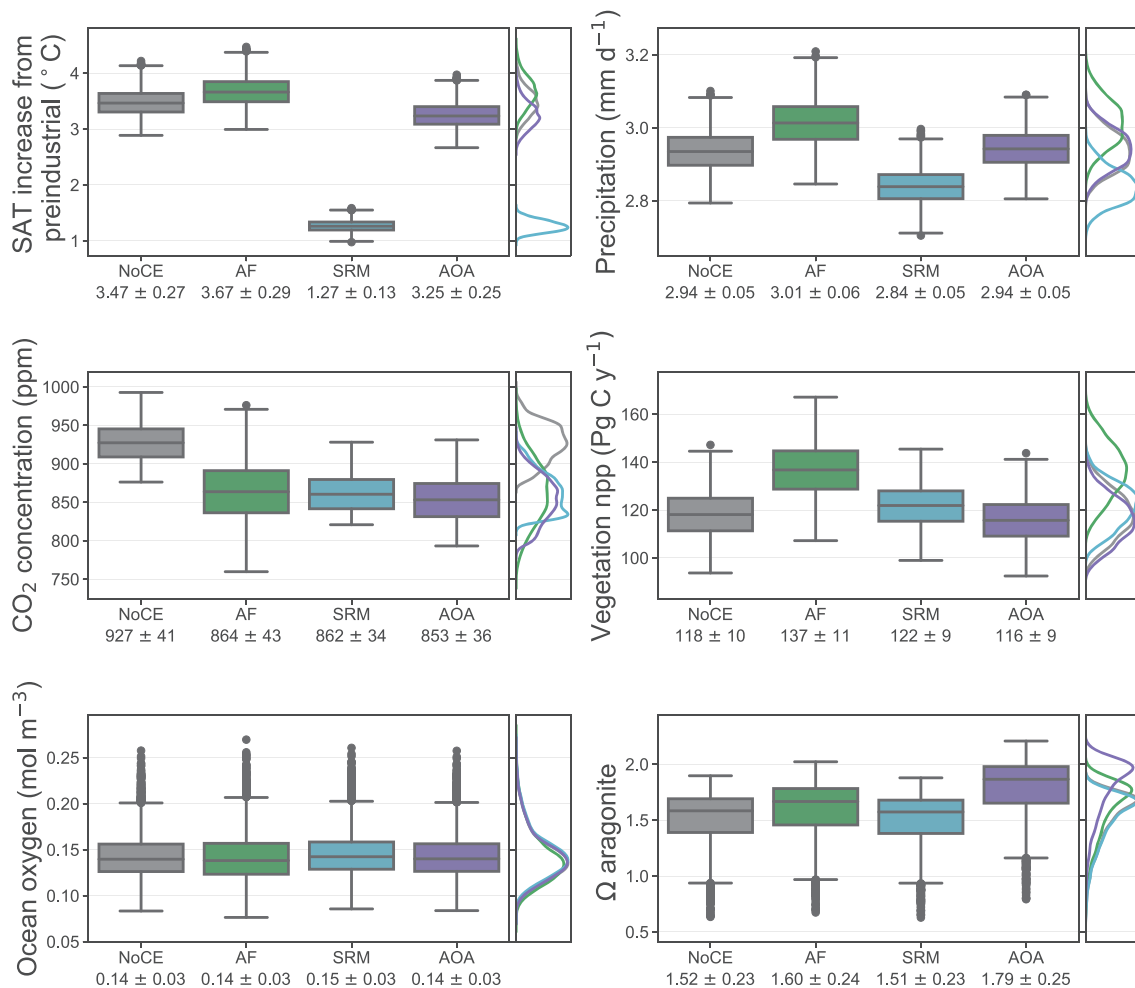 SAT increase from
preindustrial (°C)
4
3
2
1
NoCE AF SRM AOA
3.47 ± 0.27 3.67 ± 0.29 1.27 ± 0.13 3.25 ± 0.25
Precipitation (mm d⁻¹)
3.2
3.0
2.8
NoCE AF SRM AOA
2.94 ± 0.05 3.01 ± 0.06 2.84 ± 0.05 2.94 ± 0.05
CO₂ concentration (ppm)
1000
950
900
850
800
750
NoCE AF SRM AOA
927 ± 41 864 ± 43 862 ± 34 853 ± 36
Vegetation npp (Pg C y⁻¹)
160
140
120
100
NoCE AF SRM AOA
118 ± 10 137 ± 11 122 ± 9 116 ± 9
Ocean oxygen (mol m⁻³)
0.25
0.20
0.15
0.10
0.05
NoCE AF SRM AOA
0.14 ± 0.03 0.14 ± 0.03 0.15 ± 0.03 0.14 ± 0.03
Ω aragonite
2.0
1.5
1.0
0.5
NoCE AF SRM AOA
1.52 ± 0.23 1.60 ± 0.24 1.51 ± 0.23 1.79 ± 0.25